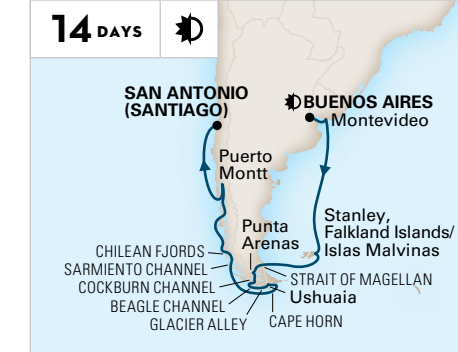 14 DAYS
SAN ANTONIO
(SANTIAGO)
BUENOS AIRES
Montevideo
Puerto
Montt
Punta
Arenas
Stanley,
Falkland Islands/
Islas Malvinas
CHILEAN FJORDS
SARMIENTO CHANNEL
COCKBURN CHANNEL
BEAGLE CHANNEL
GLACIER ALLEY
STRAIT OF MAGELLAN
Ushuaia
CAPE HORN